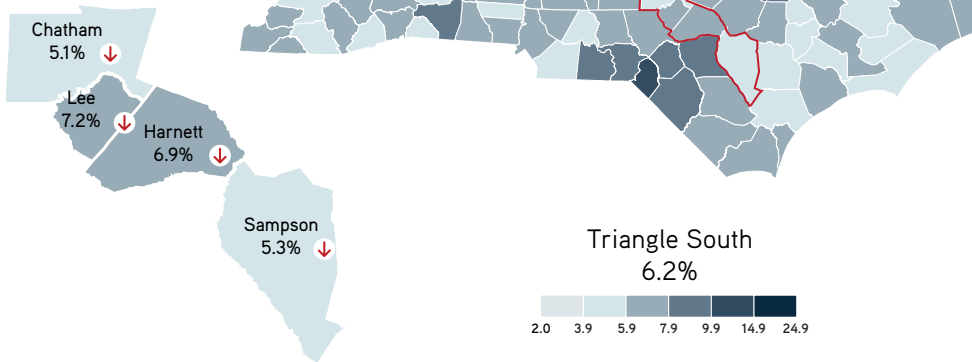 Chatham
5.1%
Lee
7.2%
Harnett
6.9%
Sampson
5.3%
Triangle South
6.2%
2.0 3.9 5.9 7.9 9.9 14.9 24.9